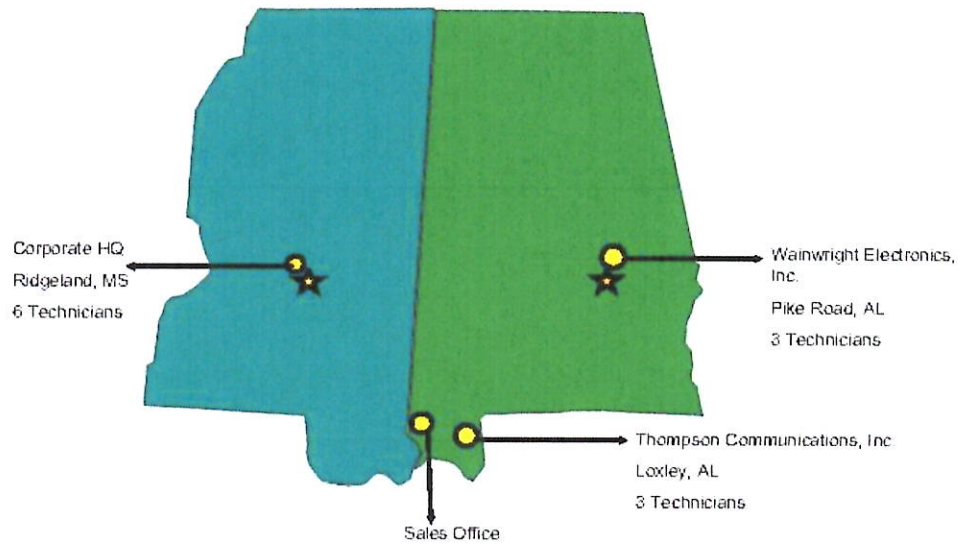 Corporate HQ
Ridgeland, MS
6 Technicians
Wainwright Electronics,
Inc.
Pike Road, AL
3 Technicians
Thompson Communications, Inc
Loxley, AL
3 Technicians
Sales Office